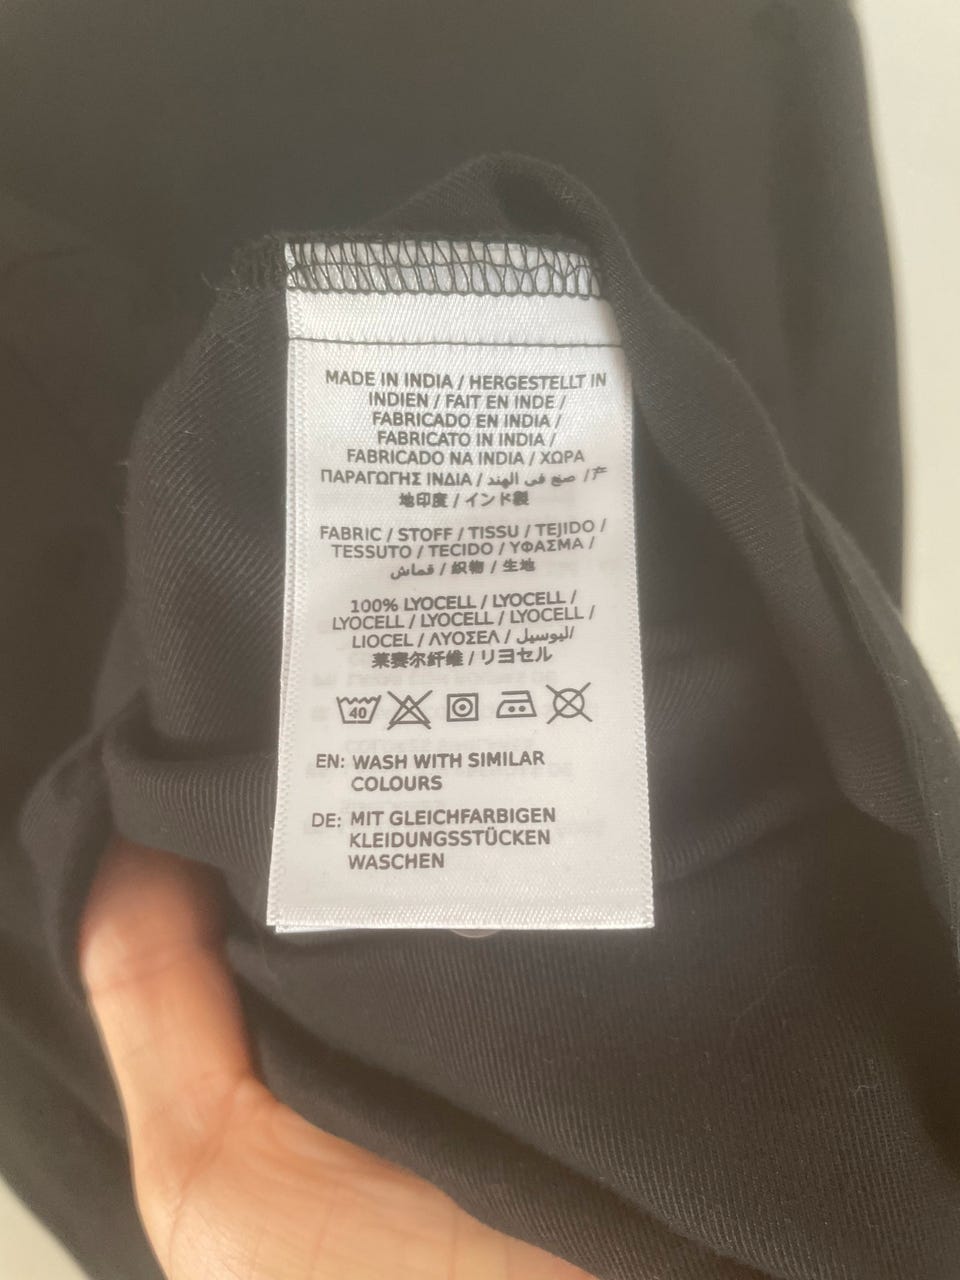 MADE IN INDIA / HERGESTELLT IN
INDIEN / FAIT EN INDE /
FABRICADO EN INDIA /
FABRICATO IN INDIA /
FABRICADO NA INDIA / ΧΩΡΑ
ΠΑΡΑΓΩΓΗΣ ΙΝΔΙΑ / صنع في الهند /产
地印度 / インド製
FABRIC / STOFF / TISSU / TEJIDO /
TESSUTO / TECIDO / ΥΦΑΣΜΑ /
قماش / 织物 / 生地
100% LYOCELL / LYOCELL /
LYOCELL / LYOCELL / LYOCELL /
LIOCEL / ΛΥΟΣΕΛ / ليوسيل/
莱赛尔纤维 / リヨセル
40
EN: WASH WITH SIMILAR
COLOURS
DE: MIT GLEICHFARBIGEN
KLEIDUNGSSTÜCKEN
WASCHEN